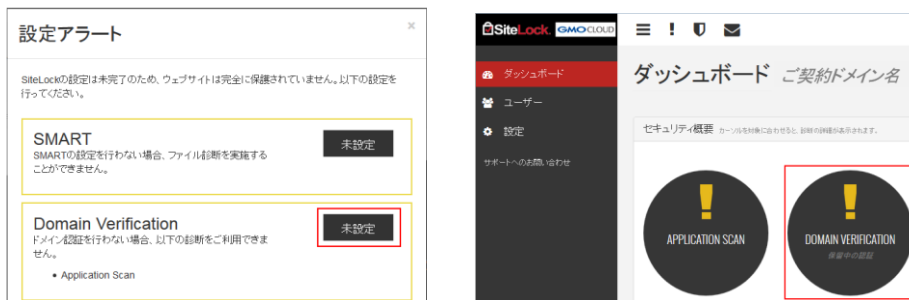 設定アラート
×
SiteLockの設定は未完了のため、ウェブサイトは完全に保護されていません。以下の設定を
行ってください。
SMART
SMARTの設定を行わない場合、ファイル診断を実施する
ことができません。
未設定
Domain Verification
ドメイン認証を行わない場合、以下の診断をご利用できま
せん。
• Application Scan
未設定
SiteLock. GMOCLOUD
ダッシュボード
ユーザー
設定
サポートへのお問い合わせ
ダッシュボード ご契約ドメイン名
セキュリティ概要 カーソルを対象に合わせると、診断の詳細が表示されます。
APPLICATION SCAN
DOMAIN VERIFICATION
保留中の認証